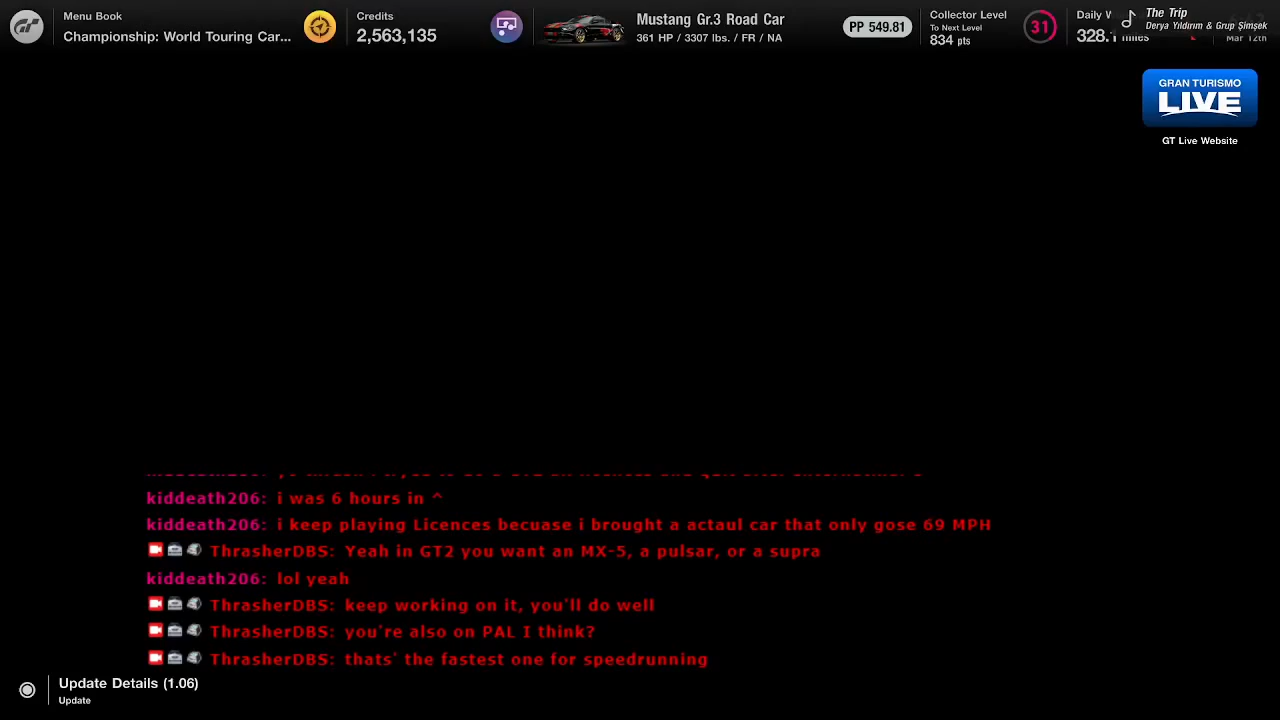 Menu Book
Championship: World Touring Car...
Credits
2,563,135
Mustang Gr.3 Road Car
361 HP / 3307 lbs. / FR / NA
PP 549.81
Collector Level
To Next Level
834 pts
31
Daily W
328.1 miles
The Trip
Derya Yıldırım & Grup Şimşek
Mar 12th
GRAN TURISMO
LIVE
GT Live Website
kiddeath206: i was 6 hours in ^
kiddeath206: i keep playing Licences becuase i brought a actaul car that only gose 69 MPH
ThrasherDBS: Yeah in GT2 you want an MX-5, a pulsar, or a supra
kiddeath206: lol yeah
ThrasherDBS: keep working on it, you'll do well
ThrasherDBS: you're also on PAL I think?
ThrasherDBS: thats' the fastest one for speedrunning
Update Details (1.06)
Update